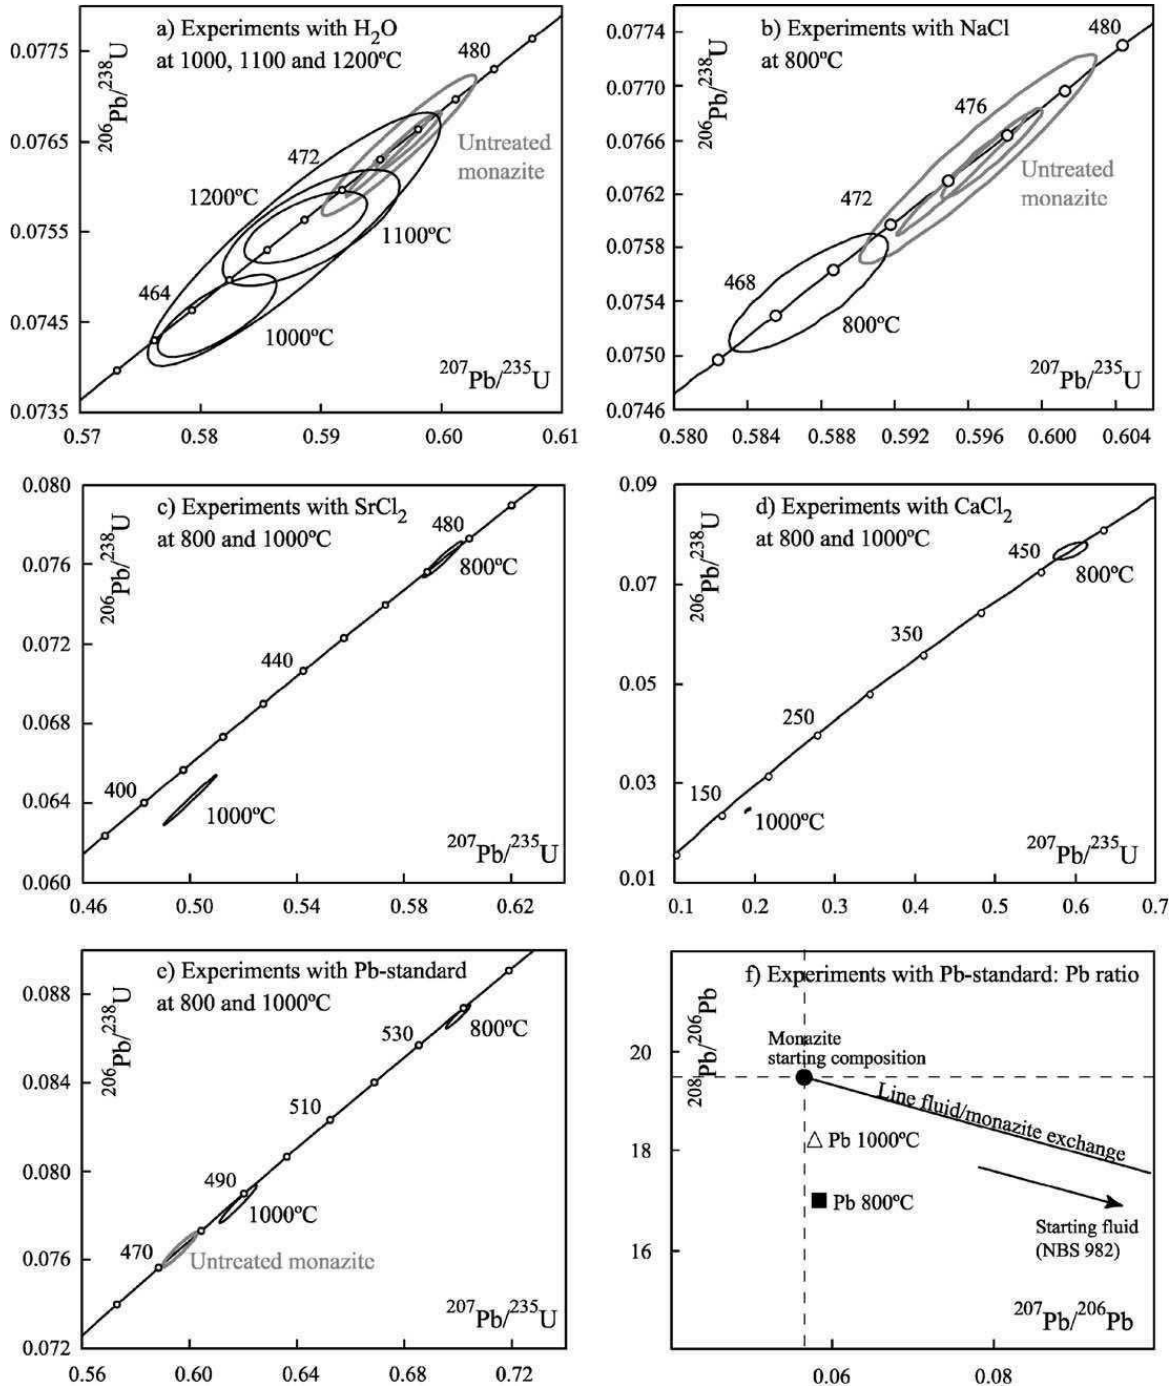 a) Experiments with H2O
at 1000, 1100 and 1200ºC
206Pb/238U
0.0775
0.0765
0.0755
0.0745
0.0735
480
472
464
Untreated
monazite
1200ºC
1100ºC
1000ºC
207Pb/235U
0.57
0.58
0.59
0.60
0.61
b) Experiments with NaCl
at 800ºC
206Pb/238U
0.0774
0.0770
0.0766
0.0762
0.0758
0.0754
0.0750
0.0746
480
476
472
468
Untreated
monazite
800ºC
207Pb/235U
0.580
0.584
0.588
0.592
0.596
0.600
0.604
c) Experiments with SrCl2
at 800 and 1000ºC
206Pb/238U
0.080
0.076
0.072
0.068
0.064
0.060
480
440
400
800ºC
1000ºC
207Pb/235U
0.46
0.50
0.54
0.58
0.62
d) Experiments with CaCl2
at 800 and 1000ºC
206Pb/238U
0.09
0.07
0.05
0.03
0.01
450
350
250
150
800ºC
1000ºC
207Pb/235U
0.1
0.2
0.3
0.4
0.5
0.6
0.7
e) Experiments with Pb-standard
at 800 and 1000ºC
206Pb/238U
0.088
0.084
0.080
0.076
0.072
530
510
490
470
800ºC
1000ºC
Untreated monazite
207Pb/235U
0.56
0.60
0.64
0.68
0.72
f) Experiments with Pb-standard: Pb ratio
208Pb/206Pb
20
18
16
Monazite
starting composition
Line fluid/monazite exchange
Pb 1000ºC
Pb 800ºC
Starting fluid
(NBS 982)
207Pb/206Pb
0.06
0.08